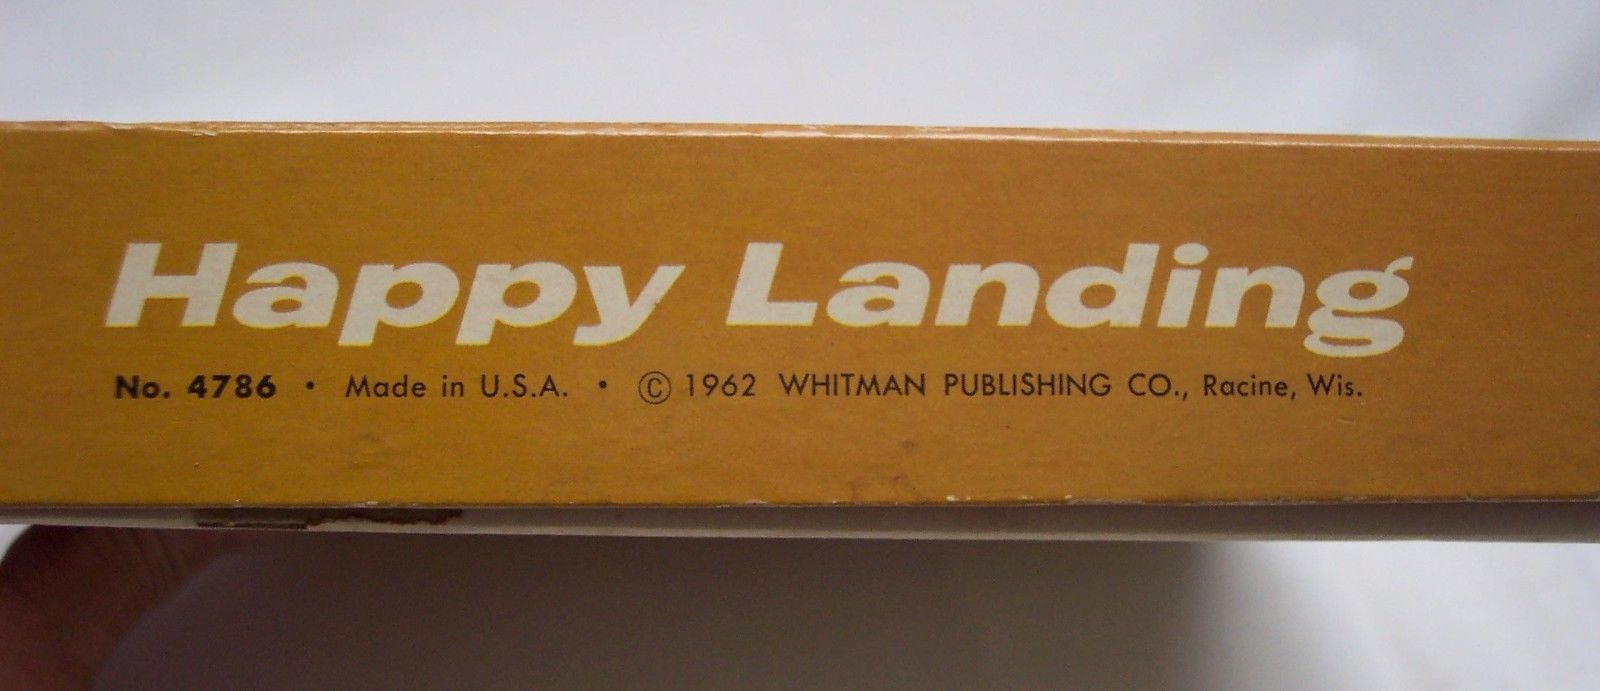 Happy Landing
No. 4786 • Made in U.S.A. • © 1962 WHITMAN PUBLISHING CO., Racine, Wis.